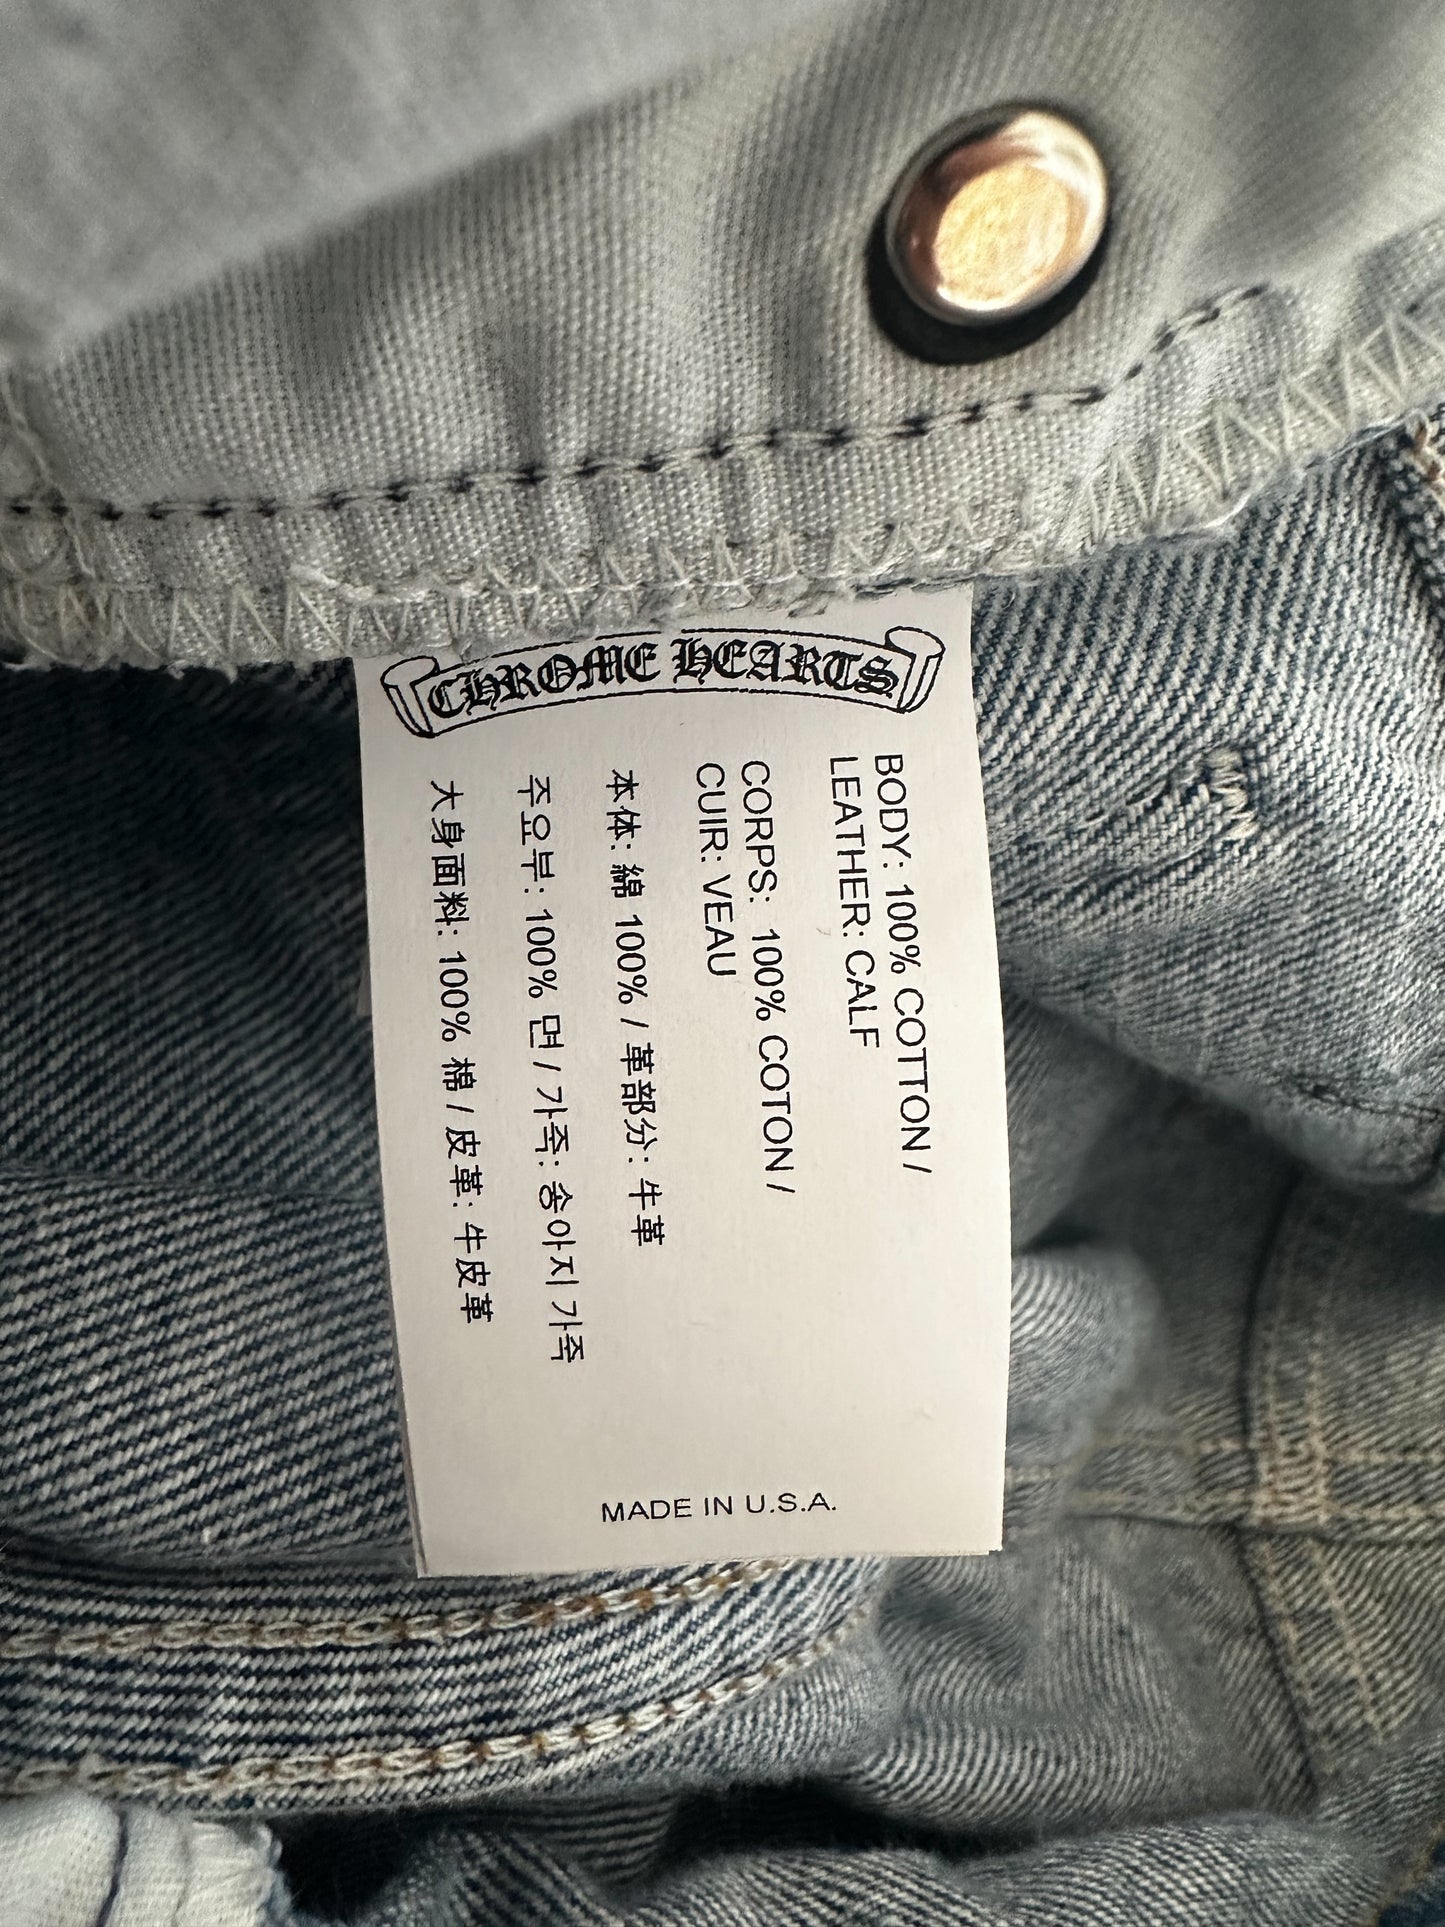 CHROME HEARTS
BODY: 100% COTTON /
LEATHER: CALF
CORPS: 100% COTON /
CUIR: VEAU
本体: 綿 100% / 革部分: 牛革
주요부: 100% 면 / 가죽: 송아지 가죽
大身面料: 100% 棉 / 皮革: 牛皮革
MADE IN U.S.A.